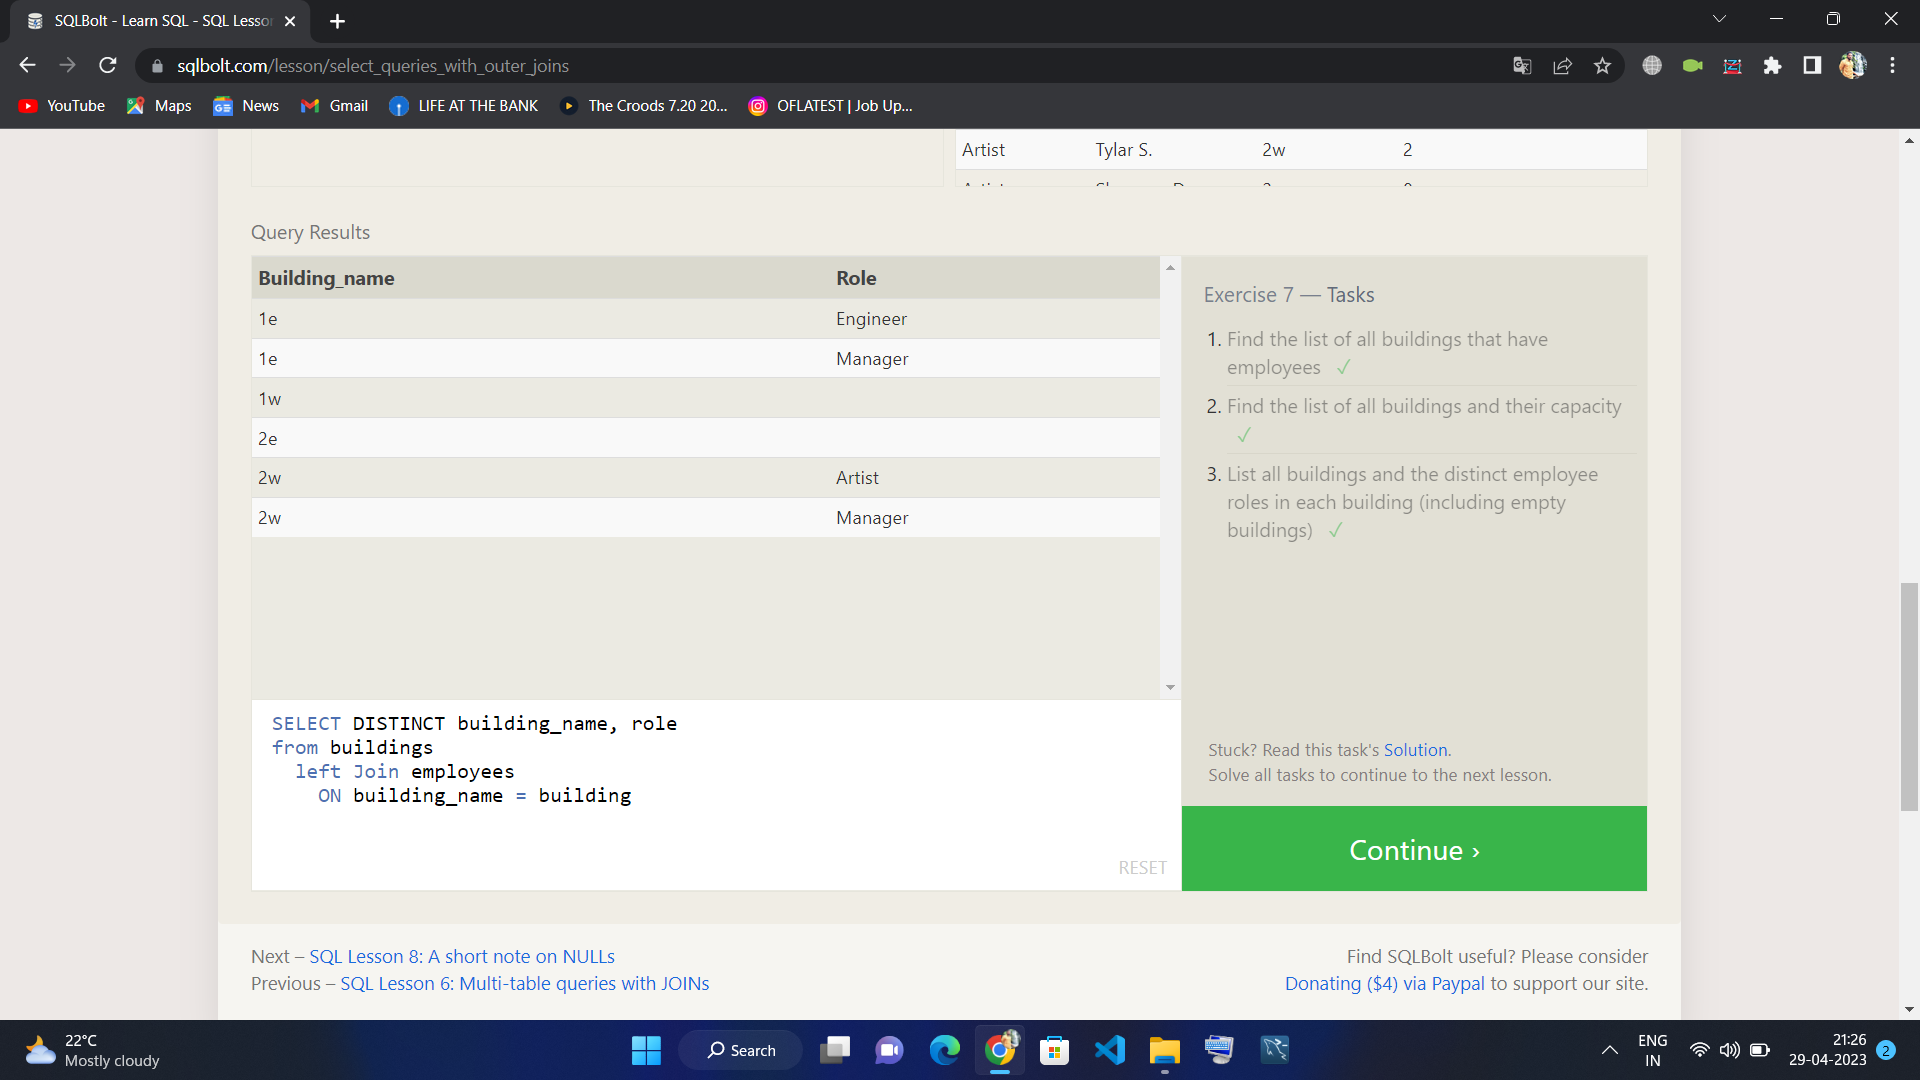 SQLBolt - Learn SQL - SQL Lesso
sqlbolt.com/lesson/select_queries_with_outer_joins
YouTube Maps News Gmail LIFE AT THE BANK The Croods 7.20 20... OFLATEST | Job Up...
Artist Tylar S. 2w 2
Query Results
Building_name Role
1e Engineer
1e Manager
1w
2e
2w Artist
2w Manager
SELECT DISTINCT building_name, role
from buildings
left Join employees
ON building_name = building
RESET
Exercise 7 — Tasks
1. Find the list of all buildings that have
employees ✓
2. Find the list of all buildings and their capacity
✓
3. List all buildings and the distinct employee
roles in each building (including empty
buildings) ✓
Stuck? Read this task's Solution.
Solve all tasks to continue to the next lesson.
Continue ›
Next – SQL Lesson 8: A short note on NULLs
Previous – SQL Lesson 6: Multi-table queries with JOINs
Find SQLBolt useful? Please consider
Donating ($4) via Paypal to support our site.
22°C
Mostly cloudy
Search
ENG
IN
21:26
29-04-2023
2